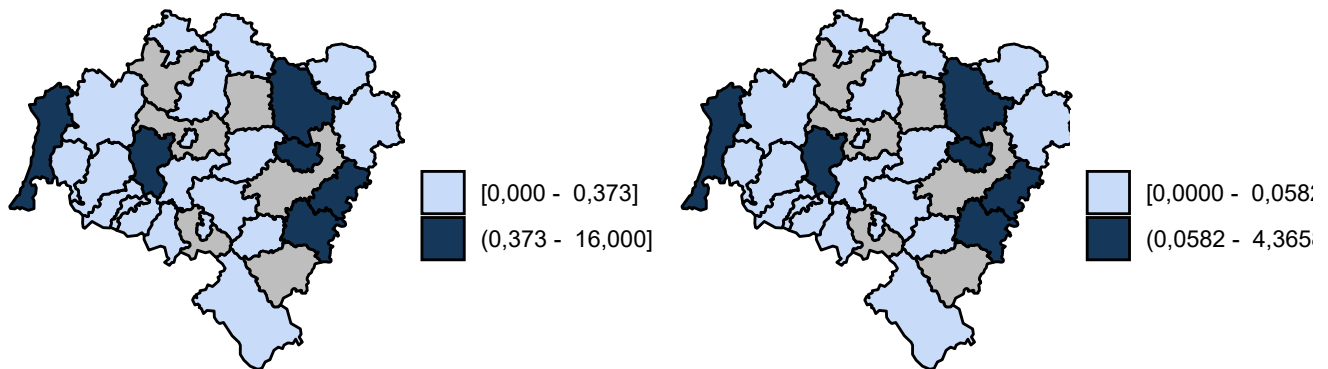 [0,000 - 0,373]
(0,373 - 16,000]
[0,0000 - 0,058
(0,0582 - 4,365